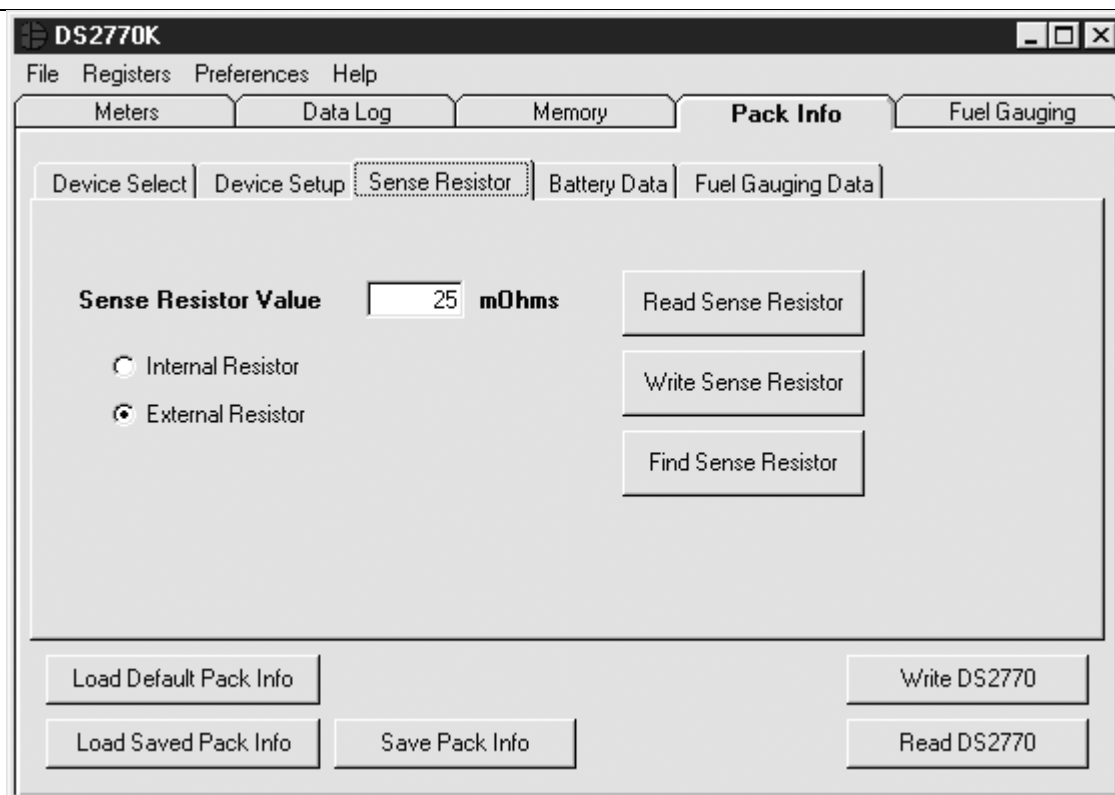 DS2770K
File Registers Preferences Help
Meters Data Log Memory Pack Info Fuel Gauging
Device Select Device Setup Sense Resistor Battery Data Fuel Gauging Data
Sense Resistor Value 25 mOhms
Read Sense Resistor
Internal Resistor
Write Sense Resistor
External Resistor
Find Sense Resistor
Load Default Pack Info Write DS2770
Load Saved Pack Info Save Pack Info Read DS2770